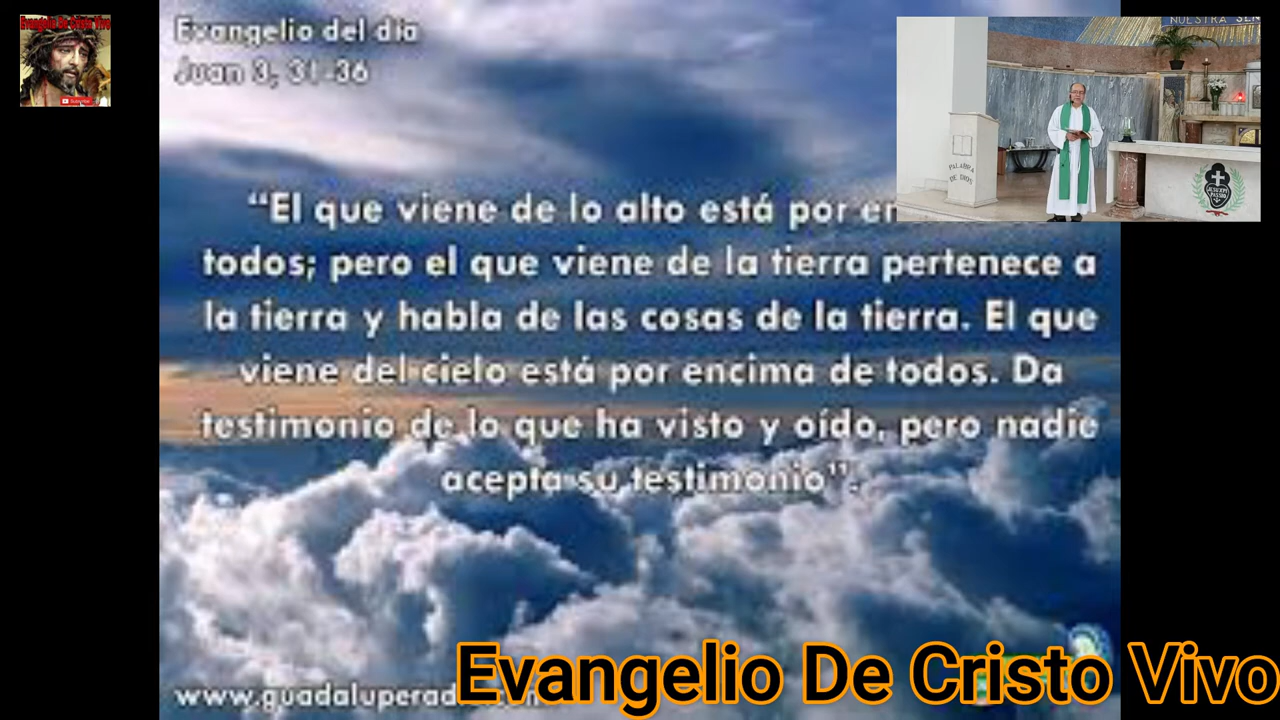 Evangelio De Cristo Vivo
Subscribe
Evangelio del día
Juan 3, 31-36
NUESTRA
PALABRA
DE DIOS
“El que viene de lo alto está por
todos; pero el que viene de la tierra pertenece a
la tierra y habla de las cosas de la tierra. El que
viene del cielo está por encima de todos. Da
testimonio de lo que ha visto y oído, pero nadie
acepta su testimonio”.
www.guadaluperad
Evangelio De Cristo Vivo